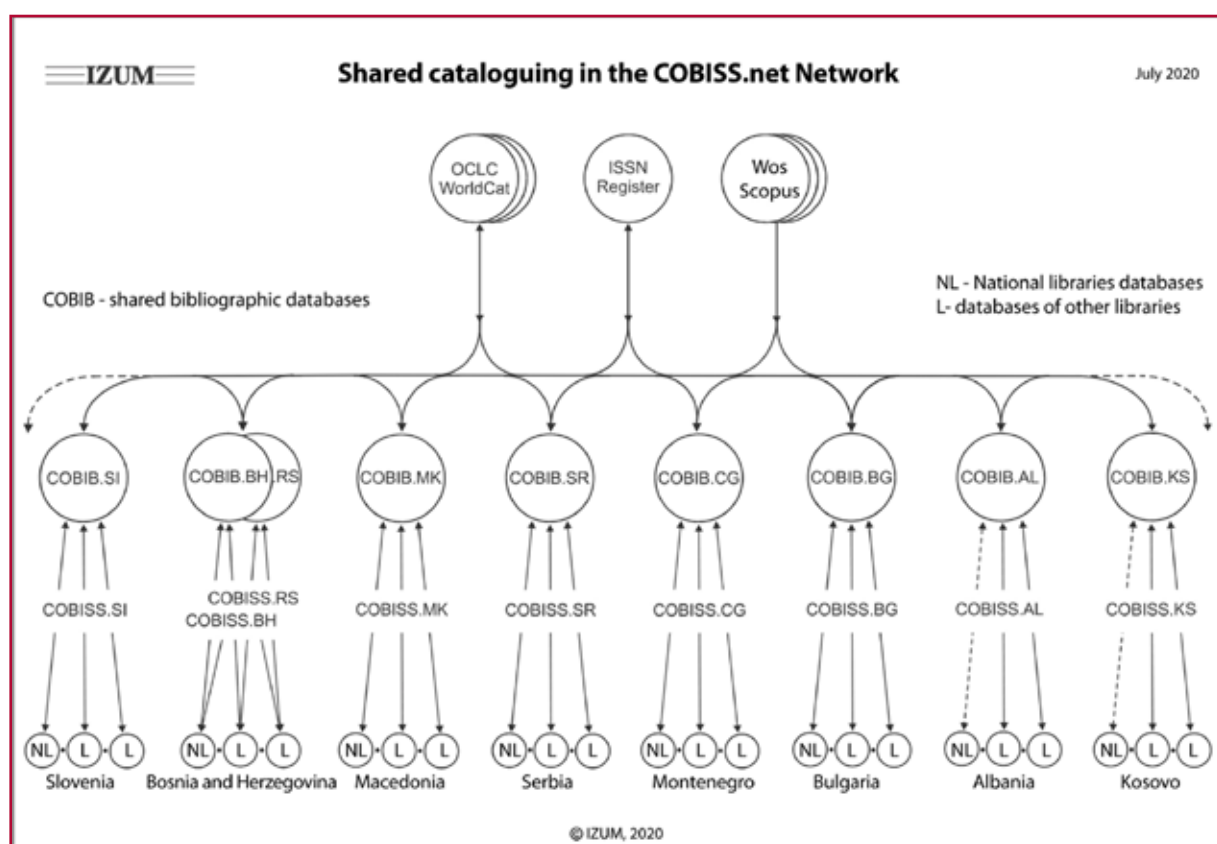 IZUM
Shared cataloguing in the COBISS.net Network
July 2020
OCLC
WorldCat
ISSN
Register
Wos
Scopus
COBIB - shared bibliographic databases
NL - National libraries databases
L- databases of other libraries
COBIB.SI
COBIB.BH
.RS
COBIB.MK
COBIB.SR
COBIB.CG
COBIB.BG
COBIB.AL
COBIB.KS
COBISS.SI
COBISS.RS
COBISS.BH
COBISS.MK
COBISS.SR
COBISS.CG
COBISS.BG
COBISS.AL
COBISS.KS
NL L L
NL L L
NL L L
NL L L
NL L L
NL L L
NL L L
NL L L
Slovenia
Bosnia and Herzegovina
Macedonia
Serbia
Montenegro
Bulgaria
Albania
Kosovo
© IZUM, 2020